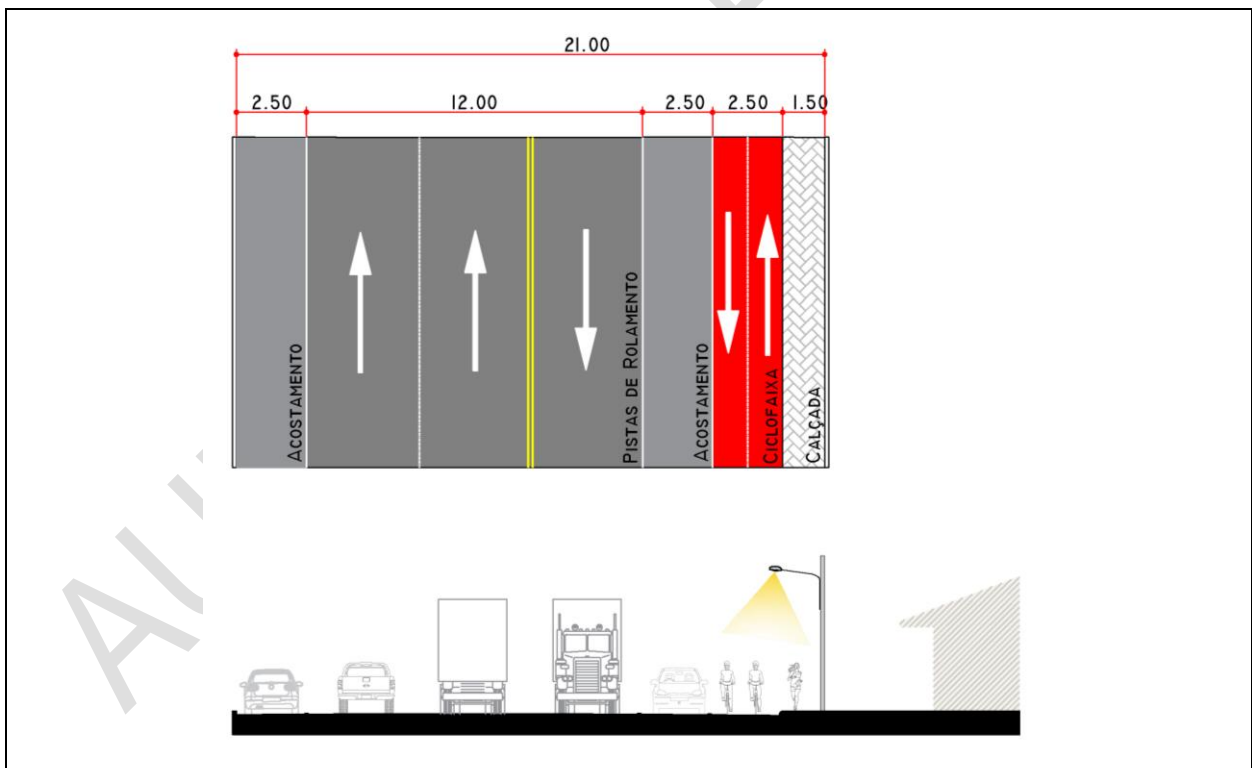 21.00
2.50 12.00 2.50 2.50 1.50
ACOSTAMENTO
PISTAS DE ROLAMENTO
ACOSTAMENTO
CICLOFAIXA
CALÇADA